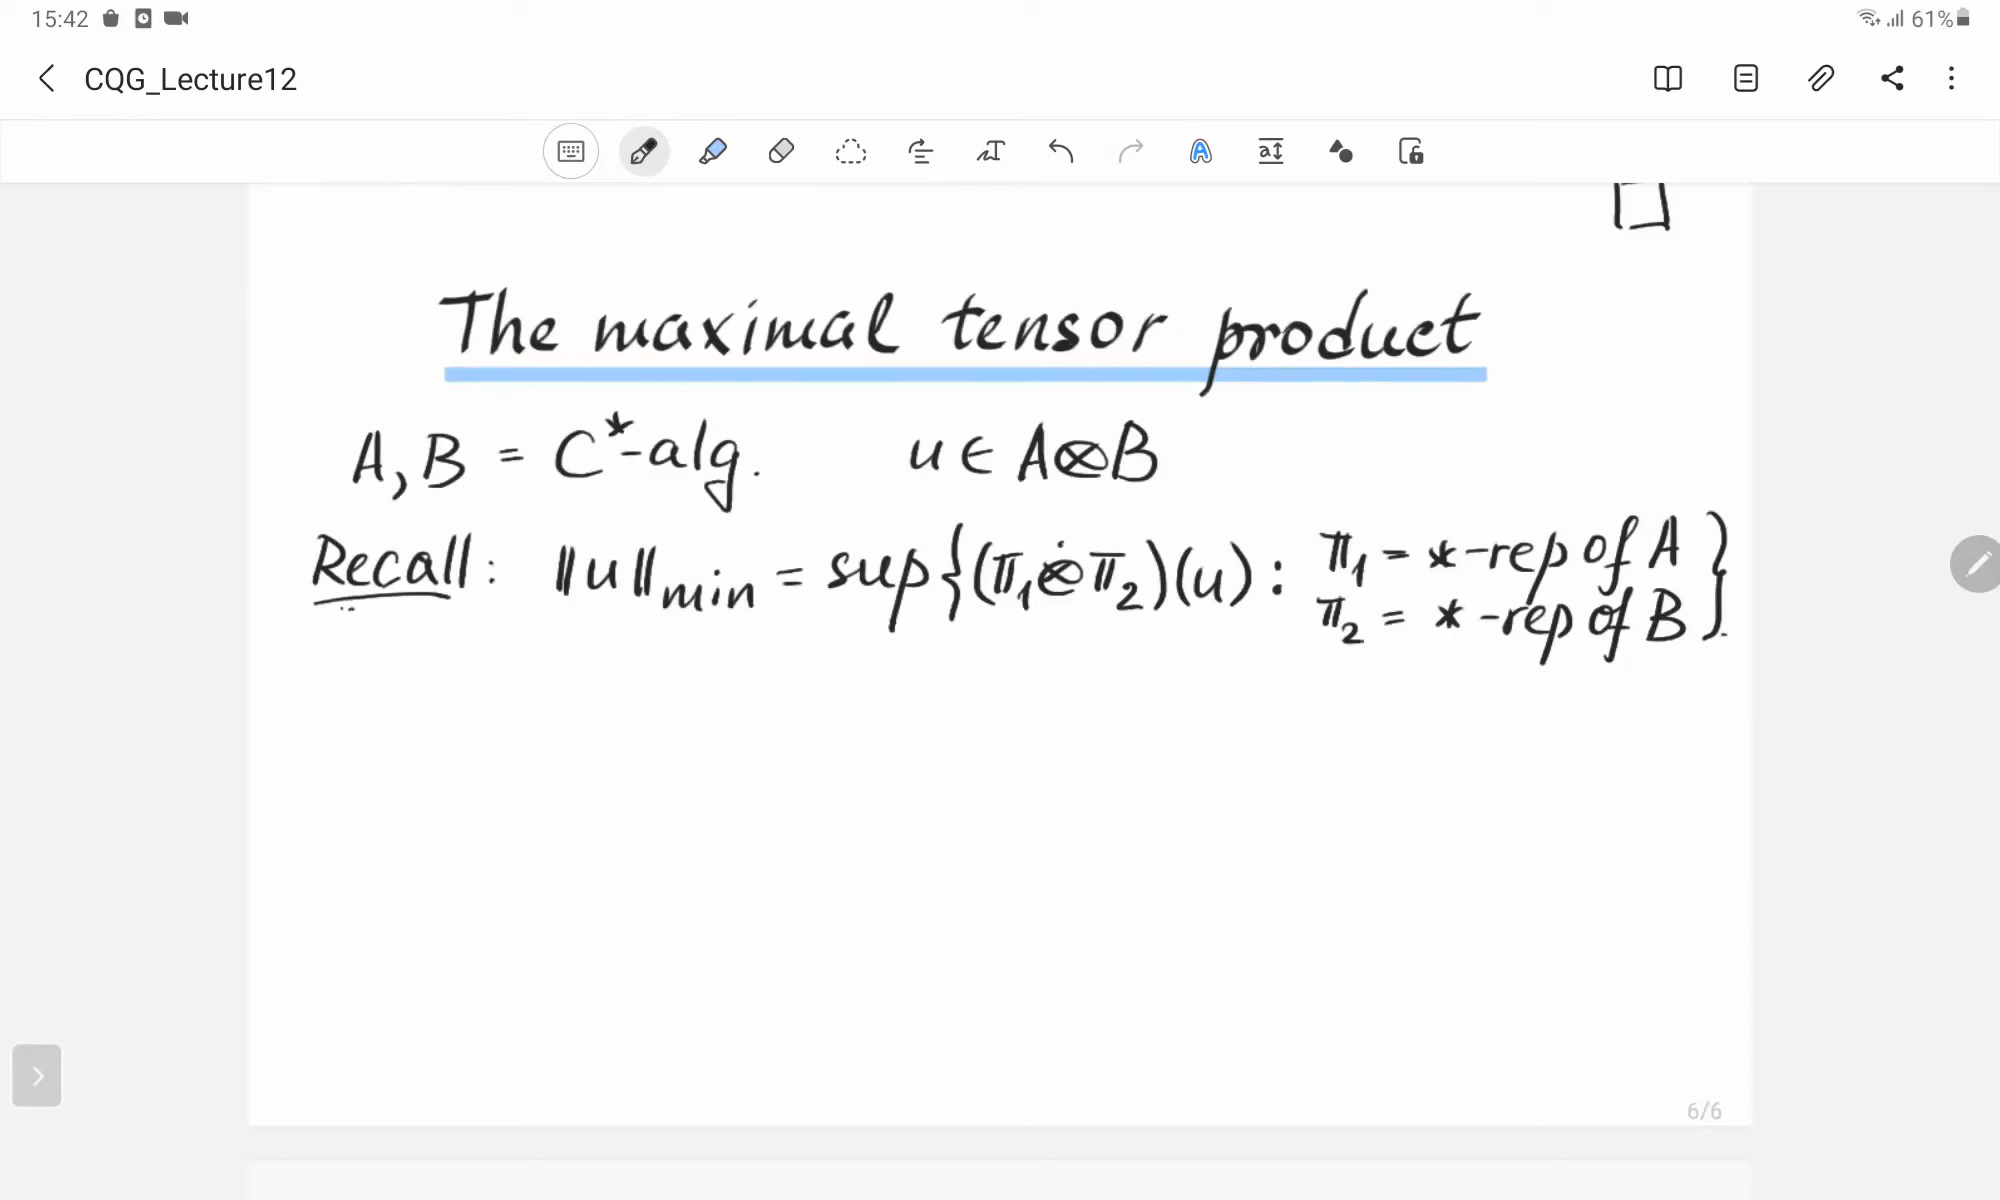 15:42 61%
CQG_Lecture12
The maximal tensor product
A, B = C*-alg. u ∈ A⊗B
Recall: ‖u‖min = sup{(π₁⊗̇π₂)(u) : π₁ = *-rep of A
π₂ = *-rep of B}.
6/6